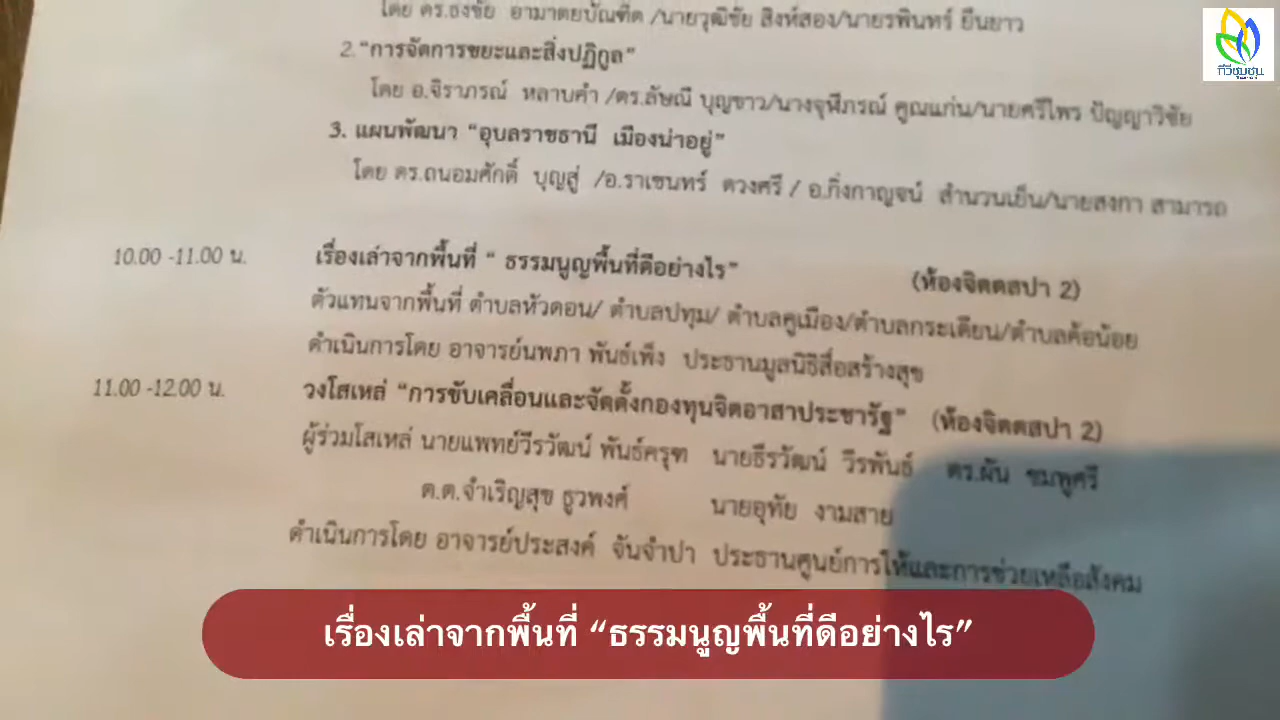 โดย ดร.ธงชัย อามาตยบัณฑิต /นายวุฒิชัย สิงห์สอง/นายรพินทร์ ยืนยาว
ทีวีชุมชน
2. “การจัดการขยะและสิ่งปฏิกูล”
โดย อ.จิราภรณ์ หลาบคำ /ดร.ลัษณี บุญขาว/นางจุฬีภรณ์ คูณแก่น/นายศรีไพร ปัญญาวิชัย
3. แผนพัฒนา “อุบลราชธานี เมืองน่าอยู่”
โดย ดร.ถนอมศักดิ์ บุญสู่ /อ.ราเชนทร์ ดวงศรี / อ.กิ่งกาญจน์ สำนวนเย็น/นายสงกา สามารถ
10.00 -11.00 น. เรื่องเล่าจากพื้นที่ “ ธรรมนูญพื้นที่ดีอย่างไร” (ห้องจิตตสปา 2)
ตัวแทนจากพื้นที่ ตำบลหัวดอน/ ตำบลปทุม/ ตำบลคูเมือง/ตำบลกระเดียน/ตำบลค้อน้อย
ดำเนินการโดย อาจารย์นพภา พันธ์เพ็ง ประธานมูลนิธิสื่อสร้างสุข
11.00 -12.00 น. วงโสเหล่ “การขับเคลื่อนและจัดตั้งกองทุนจิตอาสาประชารัฐ” (ห้องจิตตสปา 2)
ผู้ร่วมโสเหล่ นายแพทย์วีรวัฒน์ พันธ์ครุฑ นายธีรวัฒน์ วีรพันธ์ ดร.ผัน ชมพูศรี
ด.ต.จำเริญสุข ธูวพงศ์ นายอุทัย งามสาย
ดำเนินการโดย อาจารย์ประสงค์ จันจำปา ประธานศูนย์การให้และการช่วยเหลือสังคม
เรื่องเล่าจากพื้นที่ “ธรรมนูญพื้นที่ดีอย่างไร”